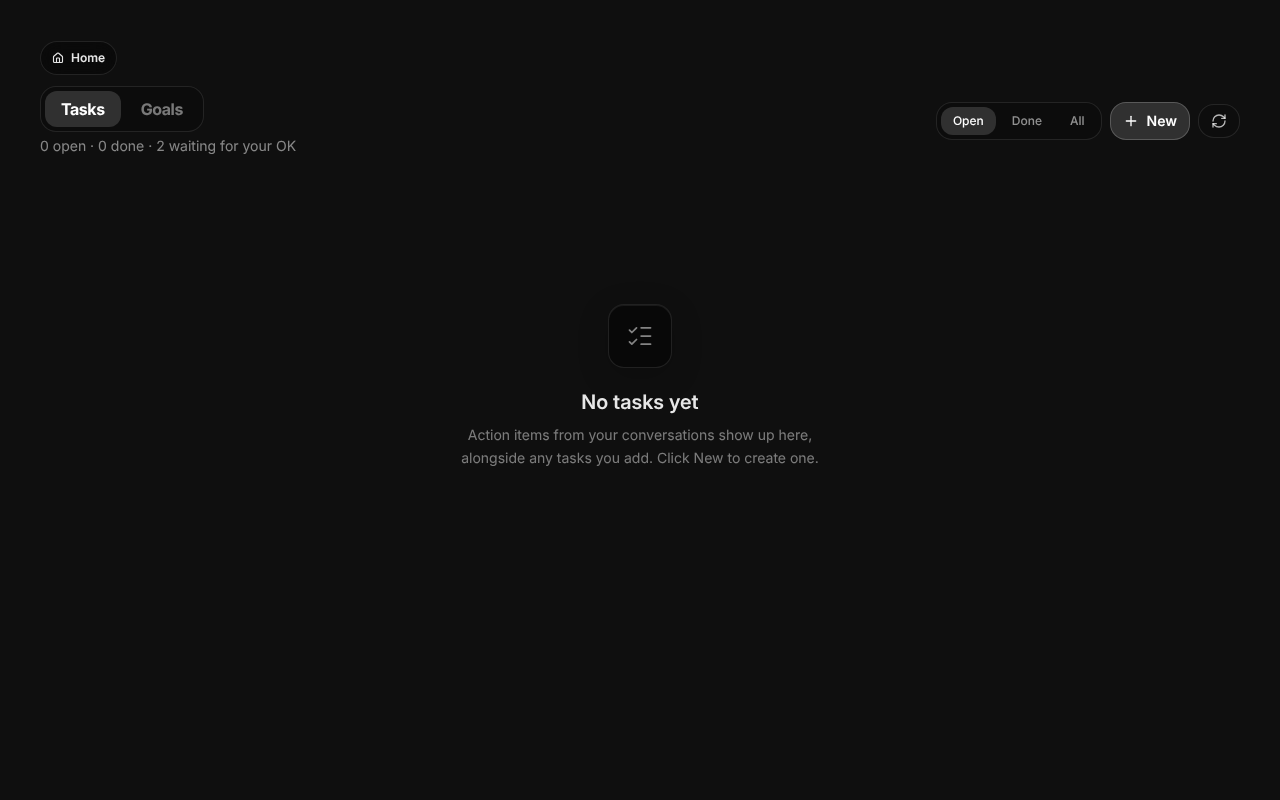 Home
Tasks Goals
Open Done All New
0 open · 0 done · 2 waiting for your OK
No tasks yet
Action items from your conversations show up here,
alongside any tasks you add. Click New to create one.